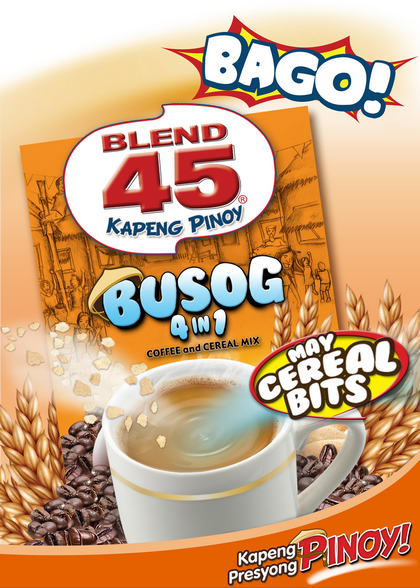 BAGO!
BLEND
45®
KAPENG PINOY
BUSOG
4 IN 1
COFFEE and CEREAL MIX
MAY
CEREAL
BITS
Kapeng
Presyong
PINOY!